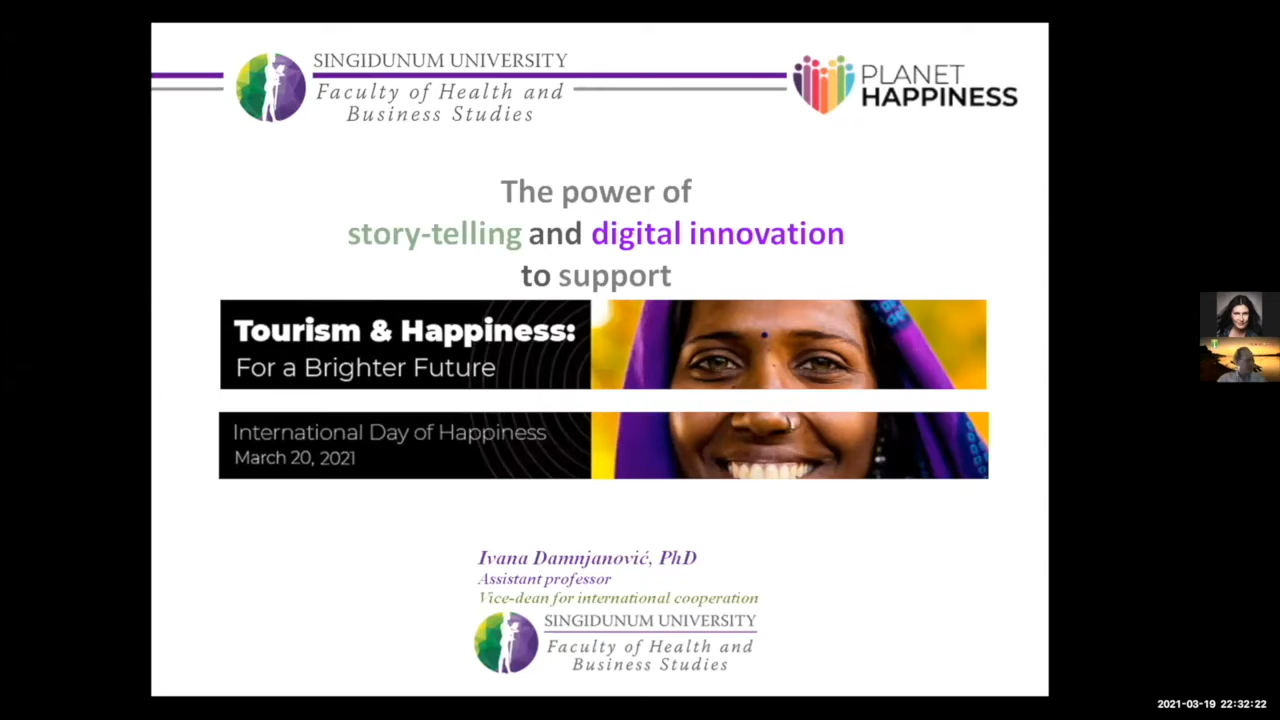 SINGIDUNUM UNIVERSITY
Faculty of Health and
Business Studies
PLANET
HAPPINESS
The power of
story-telling and digital innovation
to support
Tourism & Happiness:
For a Brighter Future
International Day of Happiness
March 20, 2021
Ivana Damnjanović, PhD
Assistant professor
Vice-dean for international cooperation
SINGIDUNUM UNIVERSITY
Faculty of Health and
Business Studies
2021-03-19 22:32:22